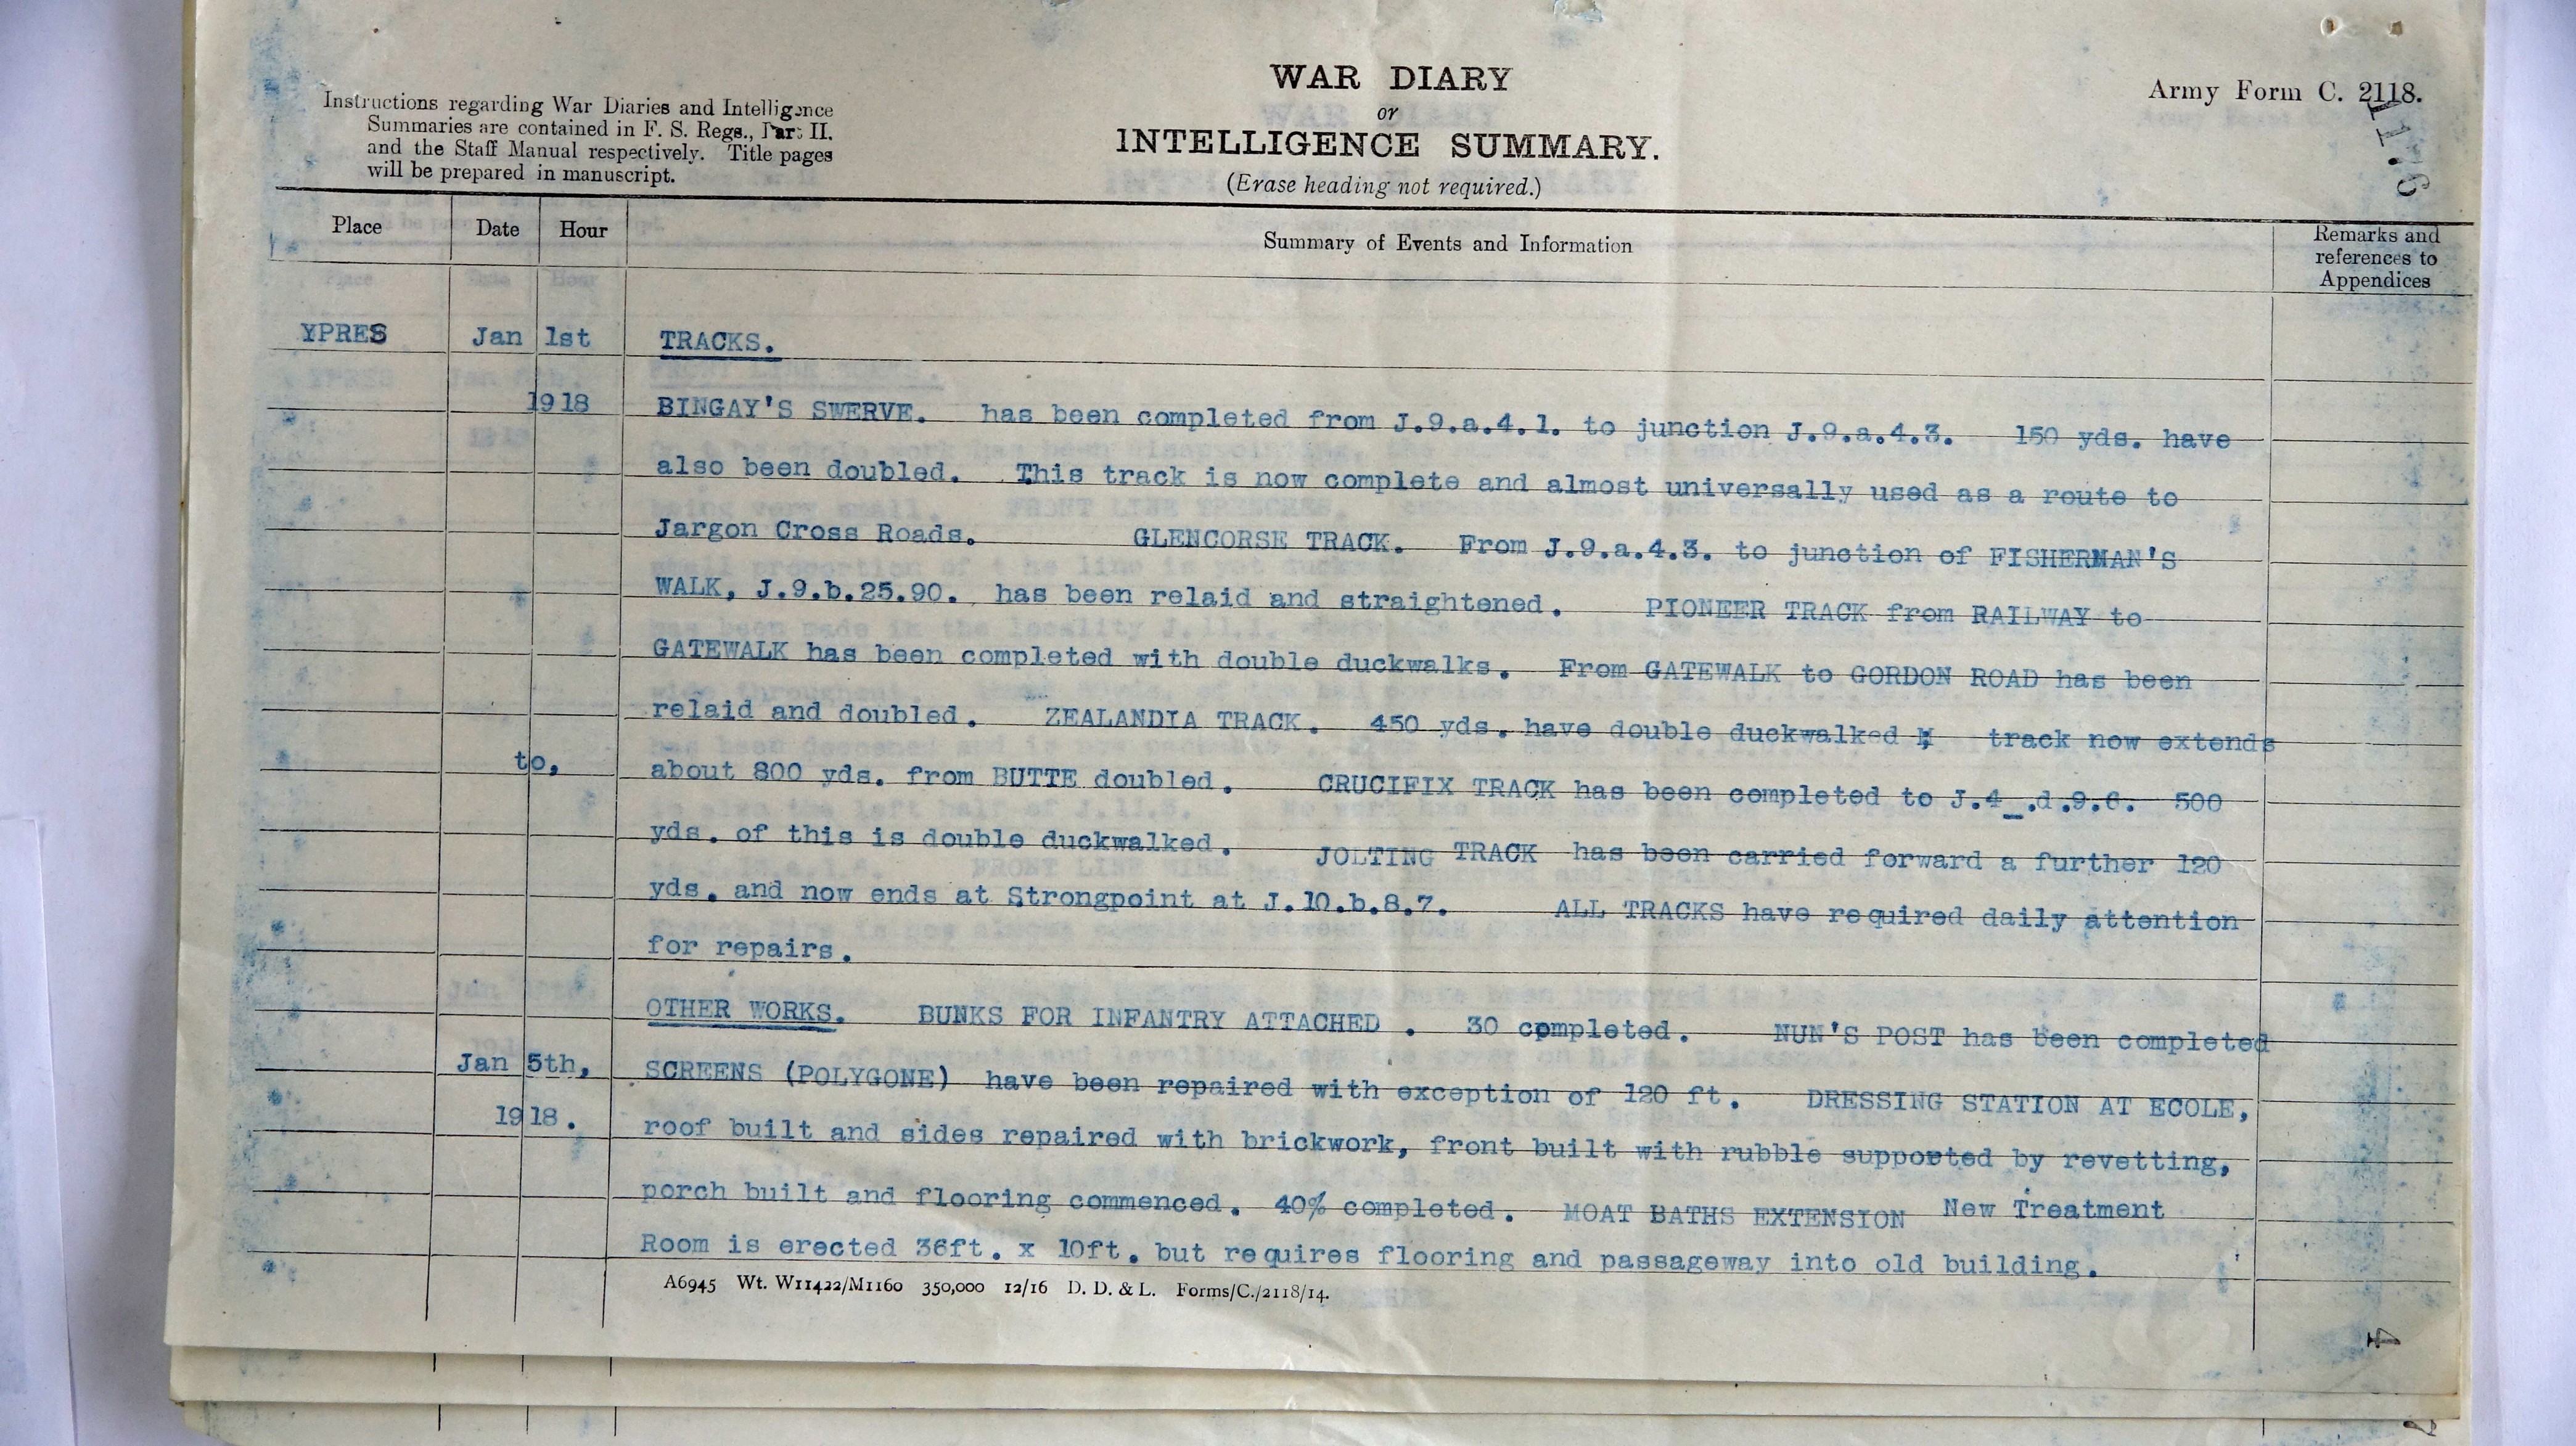 Instructions regarding War Diaries and Intelligence
Summaries are contained in F. S. Regs., Part II.
and the Staff Manual respectively. Title pages
will be prepared in manuscript.
WAR DIARY
or
INTELLIGENCE SUMMARY.
(Erase heading not required.)
Army Form C. 2118.
Place Date Hour Summary of Events and Information Remarks and references to Appendices
YPRES Jan 1st TRACKS.
1918 BINGAY'S SWERVE. has been completed from J.9.a.4.1. to junction J.9.a.4.3. 150 yds. have
also been doubled. This track is now complete and almost universally used as a route to
Jargon Cross Roads. GLENCORSE TRACK. From J.9.a.4.3. to junction of FISHERMAN'S
WALK, J.9.b.25.90. has been relaid and straightened. PIONEER TRACK from RAILWAY to
GATEWALK has been completed with double duckwalks. From GATEWALK to GORDON ROAD has been
relaid and doubled. ZEALANDIA TRACK. 450 yds. have double duckwalked track now extends
to, about 800 yds. from BUTTE doubled. CRUCIFIX TRACK has been completed to J.4_.d.9.6. 500
yds. of this is double duckwalked. JOLTING TRACK has been carried forward a further 120
yds. and now ends at Strongpoint at J.10.b.8.7. ALL TRACKS have required daily attention
for repairs.
OTHER WORKS. BUNKS FOR INFANTRY ATTACHED . 30 completed. NUN'S POST has been completed
Jan 5th, SCREENS (POLYGONE) have been repaired with exception of 120 ft. DRESSING STATION AT ECOLE,
1918. roof built and sides repaired with brickwork, front built with rubble supported by revetting,
porch built and flooring commenced. 40% completed. MOAT BATHS EXTENSION New Treatment
Room is erected 36ft. x 10ft. but requires flooring and passageway into old building.
A6945 Wt. W11422/M1160 350,000 12/16 D. D. & L. Forms/C./2118/14.
4